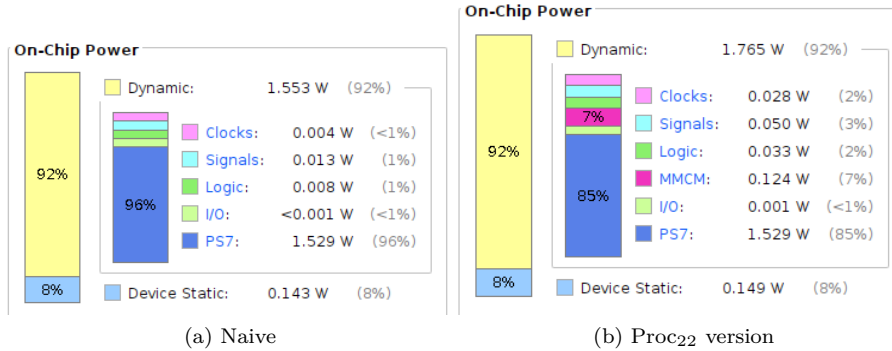 On-Chip Power
Dynamic: 1.553 W (92%)
Clocks: 0.004 W (<1%)
Signals: 0.013 W (1%)
Logic: 0.008 W (1%)
I/O: <0.001 W (<1%)
PS7: 1.529 W (96%)
92%
96%
8%
Device Static: 0.143 W (8%)
(a) Naive
On-Chip Power
Dynamic: 1.765 W (92%)
Clocks: 0.028 W (2%)
Signals: 0.050 W (3%)
Logic: 0.033 W (2%)
MMCM: 0.124 W (7%)
I/O: 0.001 W (<1%)
PS7: 1.529 W (85%)
7%
92%
85%
8%
Device Static: 0.149 W (8%)
(b) Proc₂₂ version